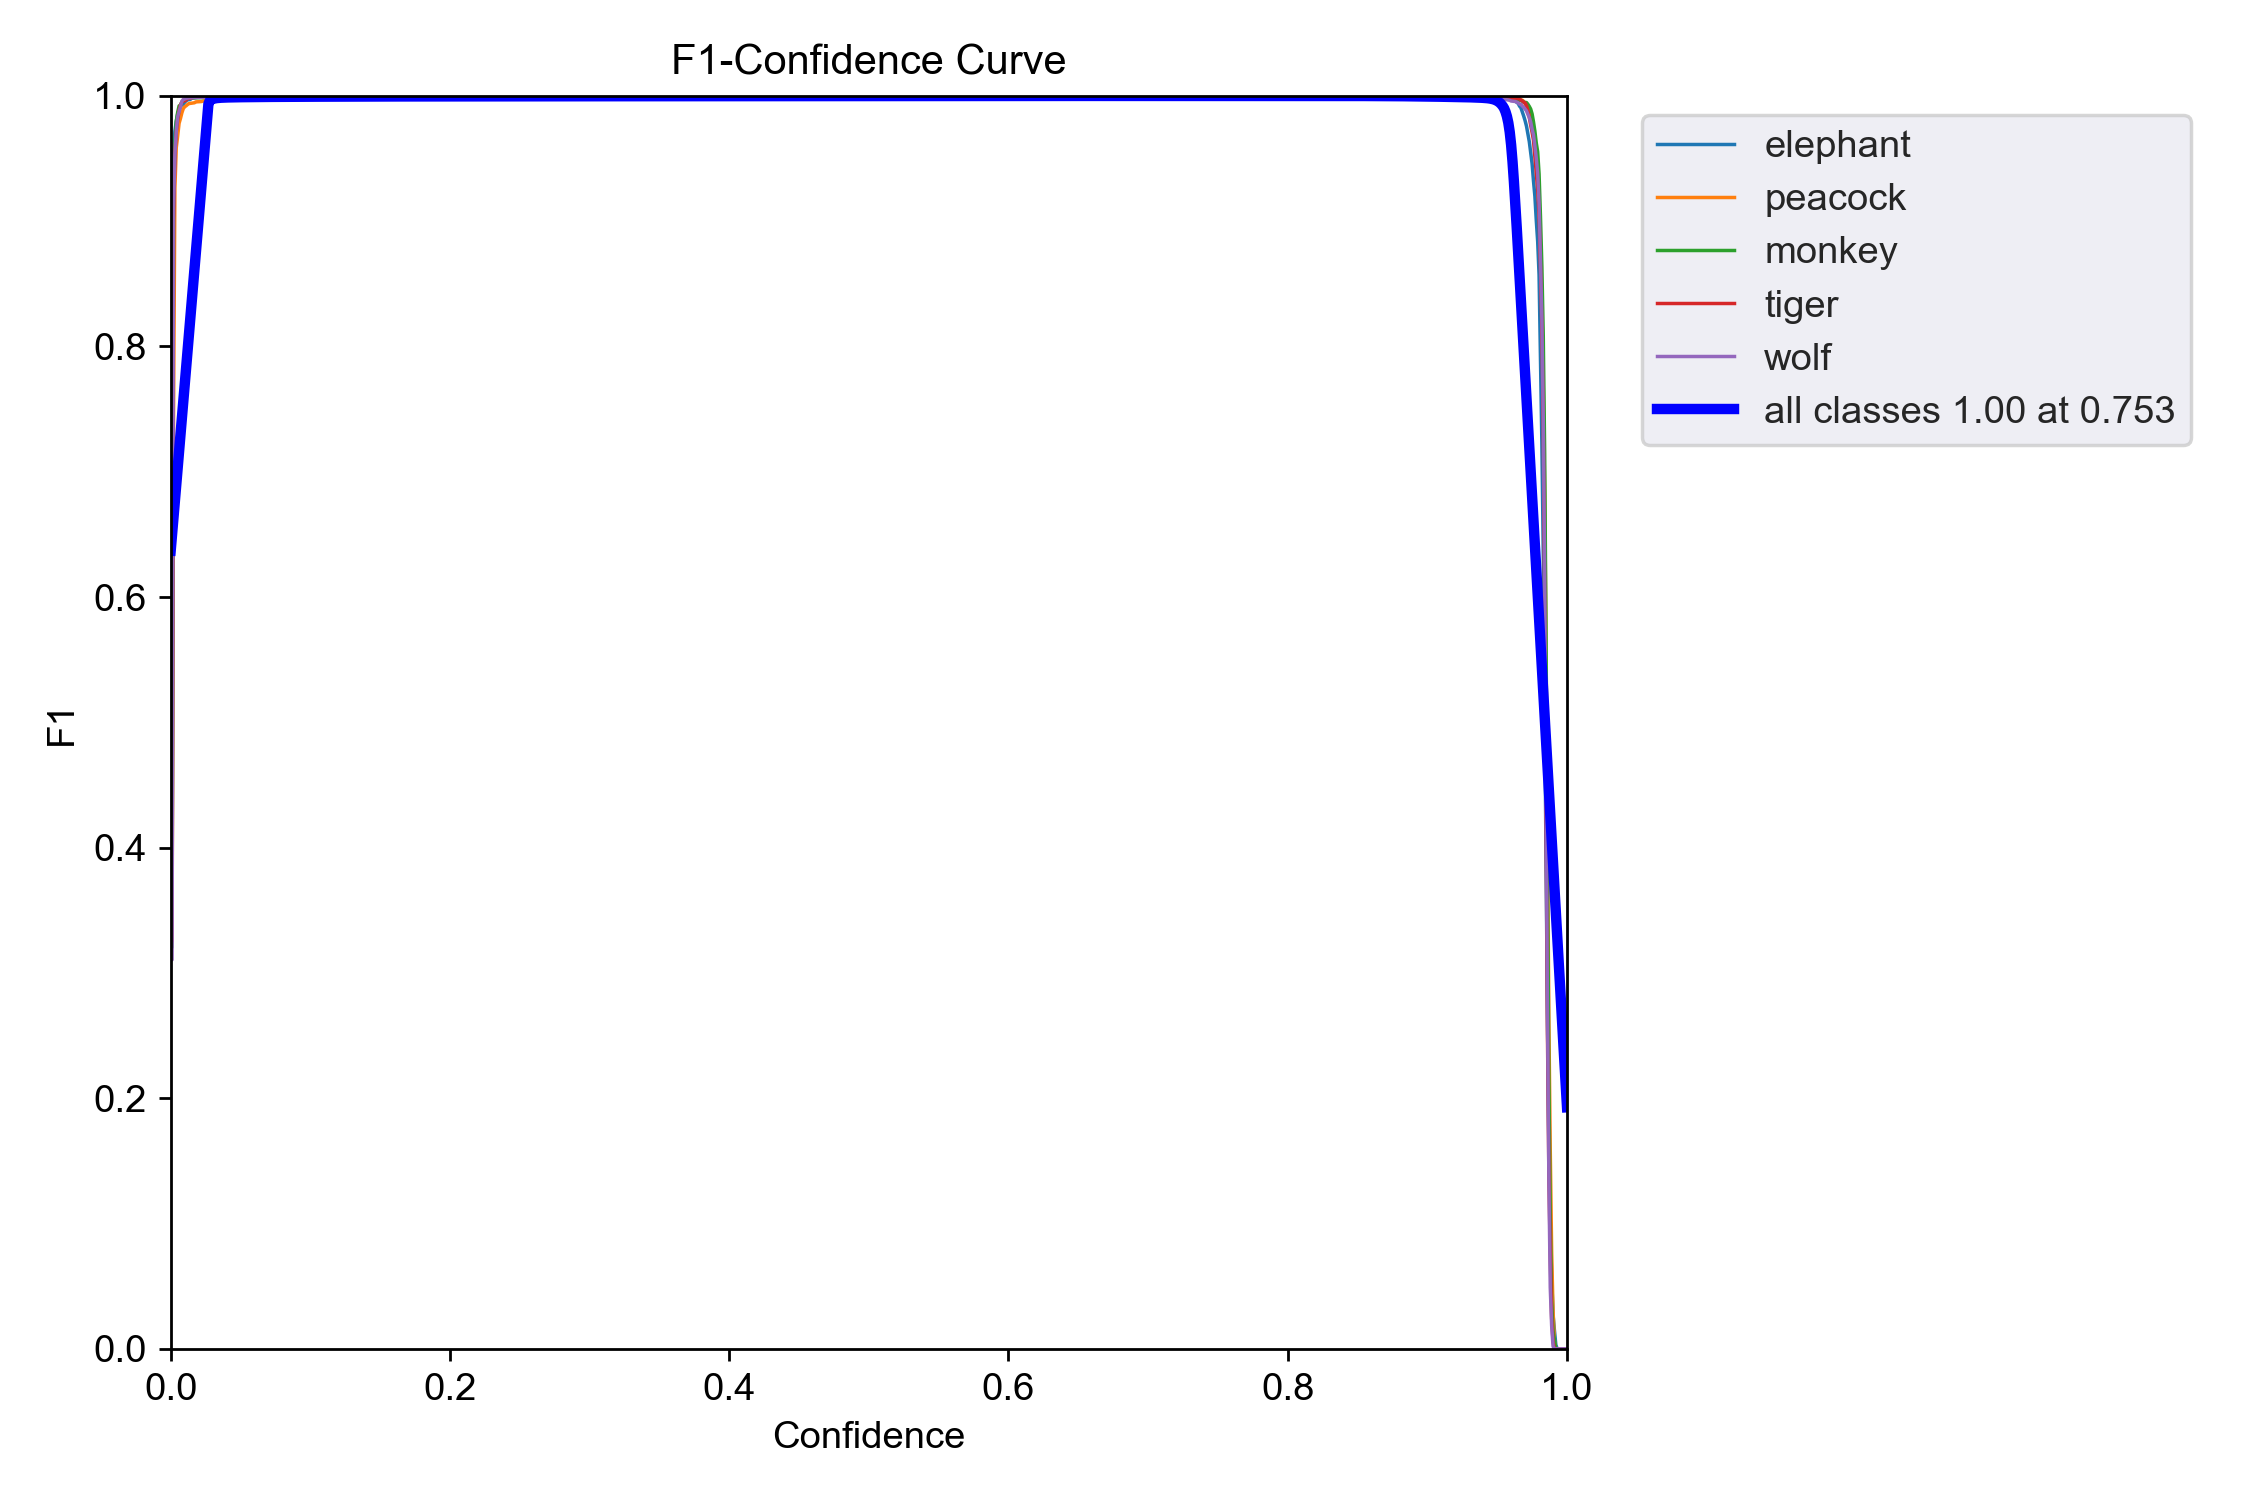 F1-Confidence Curve
1.0
0.8
0.6
0.4
0.2
0.0
F1
0.0 0.2 0.4 0.6 0.8 1.0
Confidence
elephant
peacock
monkey
tiger
wolf
all classes 1.00 at 0.753